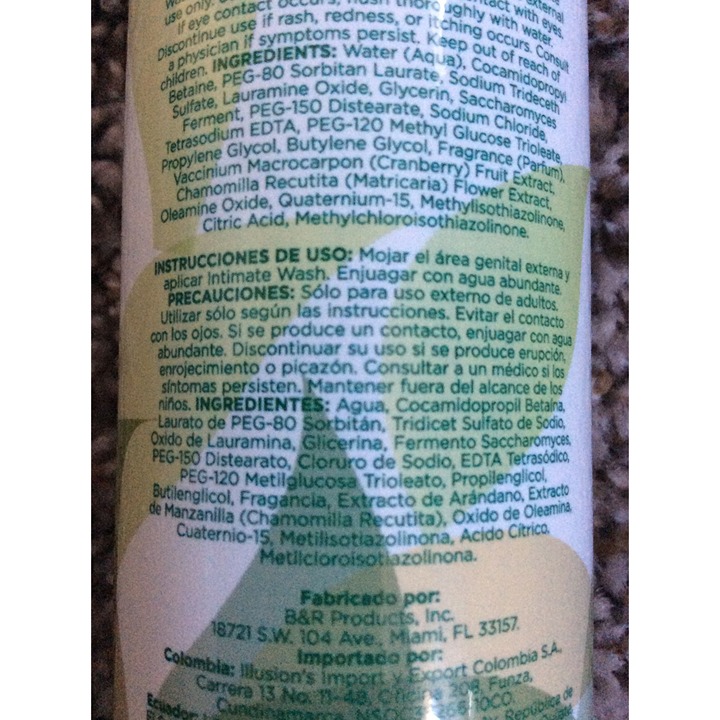 use only. external
If eye contact occurs, flush thoroughly with water.
Discontinue use if rash, redness, or itching occurs. Consult
a physician if symptoms persist. Keep out of reach of
children. INGREDIENTS: Water (Aqua), Cocamidopropyl
Betaine, PEG-80 Sorbitan Laurate, Sodium Trideceth
Sulfate, Lauramine Oxide, Glycerin, Saccharomyces
Ferment, PEG-150 Distearate, Sodium Chloride,
Tetrasodium EDTA, PEG-120 Methyl Glucose Trioleate,
Propylene Glycol, Butylene Glycol, Fragrance (Parfum),
Vaccinium Macrocarpon (Cranberry) Fruit Extract,
Chamomilla Recutita (Matricaria) Flower Extract,
Oleamine Oxide, Quaternium-15, Methylisothiazolinone,
Citric Acid, Methylchloroisothiazolinone.
INSTRUCCIONES DE USO: Mojar el área genital externa y
aplicar Intimate Wash. Enjuagar con agua abundante.
PRECAUCIONES: Sólo para uso externo de adultos.
Utilizar sólo según las instrucciones. Evitar el contacto
con los ojos. Si se produce un contacto, enjuagar con agua
abundante. Discontinuar su uso si se produce erupción,
enrojecimiento o picazón. Consultar a un médico si los
síntomas persisten. Mantener fuera del alcance de los
niños. INGREDIENTES: Agua, Cocamidopropil Betaína,
Laurato de PEG-80 Sorbitán, Tridicet Sulfato de Sodio,
Oxido de Lauramina, Glicerina, Fermento Saccharomyces,
PEG-150 Distearato, Cloruro de Sodio, EDTA Tetrasódico,
PEG-120 Metilglucosa Trioleato, Propilenglicol,
Butilenglicol, Fragancia, Extracto de Arándano, Extracto
de Manzanilla (Chamomilla Recutita), Oxido de Oleamina,
Cuaternio-15, Metilisotiazolinona, Acido Cítrico,
Metilcloroisotiazolinona.
Fabricado por:
B&R Products, Inc.
18721 S.W. 104 Ave., Miami, FL 33157.
Importado por:
Colombia: Illusion's Import y Export Colombia S.A.
Carrera 13 No. 11-48, Oficina 208, Funza,
Cundinamarca,
Ecuador: República de